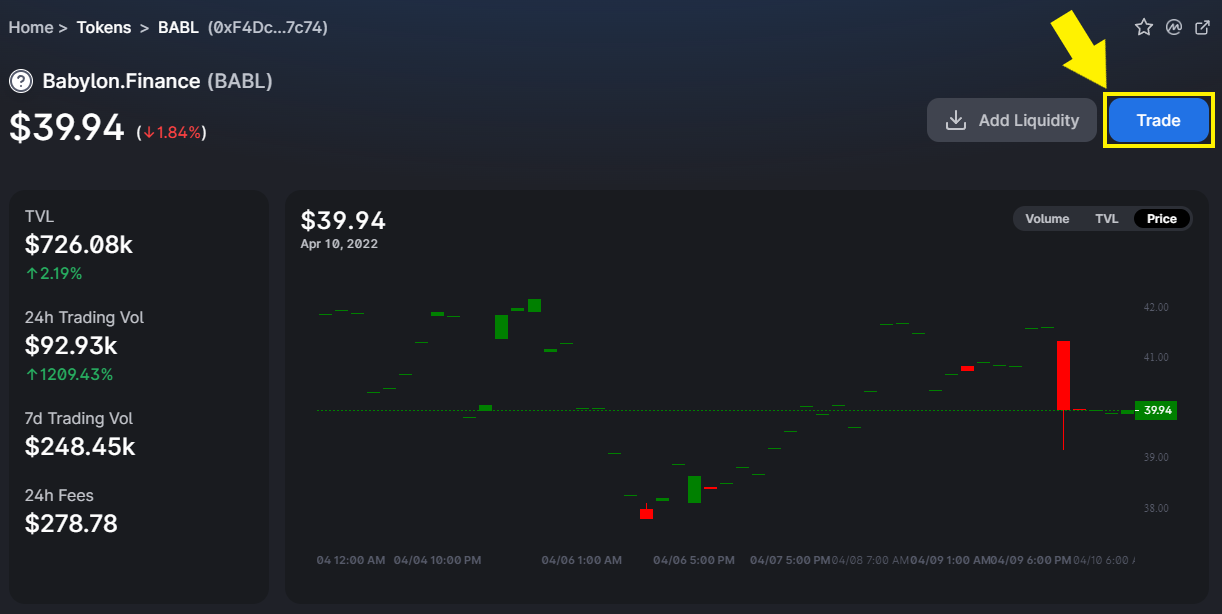 Home > Tokens > BABL (0xF4Dc...7c74)
Babylon.Finance (BABL)
$39.94 (↓1.84%)
Add Liquidity
Trade
TVL
$726.08k
↑2.19%
24h Trading Vol
$92.93k
↑1209.43%
7d Trading Vol
$248.45k
24h Fees
$278.78
$39.94
Apr 10, 2022
Volume TVL Price
42.00
41.00
39.94
39.00
38.00
04 12:00 AM 04/04 10:00 PM 04/06 1:00 AM 04/06 5:00 PM 04/07 5:00 PM 04/08 7:00 AM 04/09 1:00 AM 04/09 6:00 PM 04/10 6:00